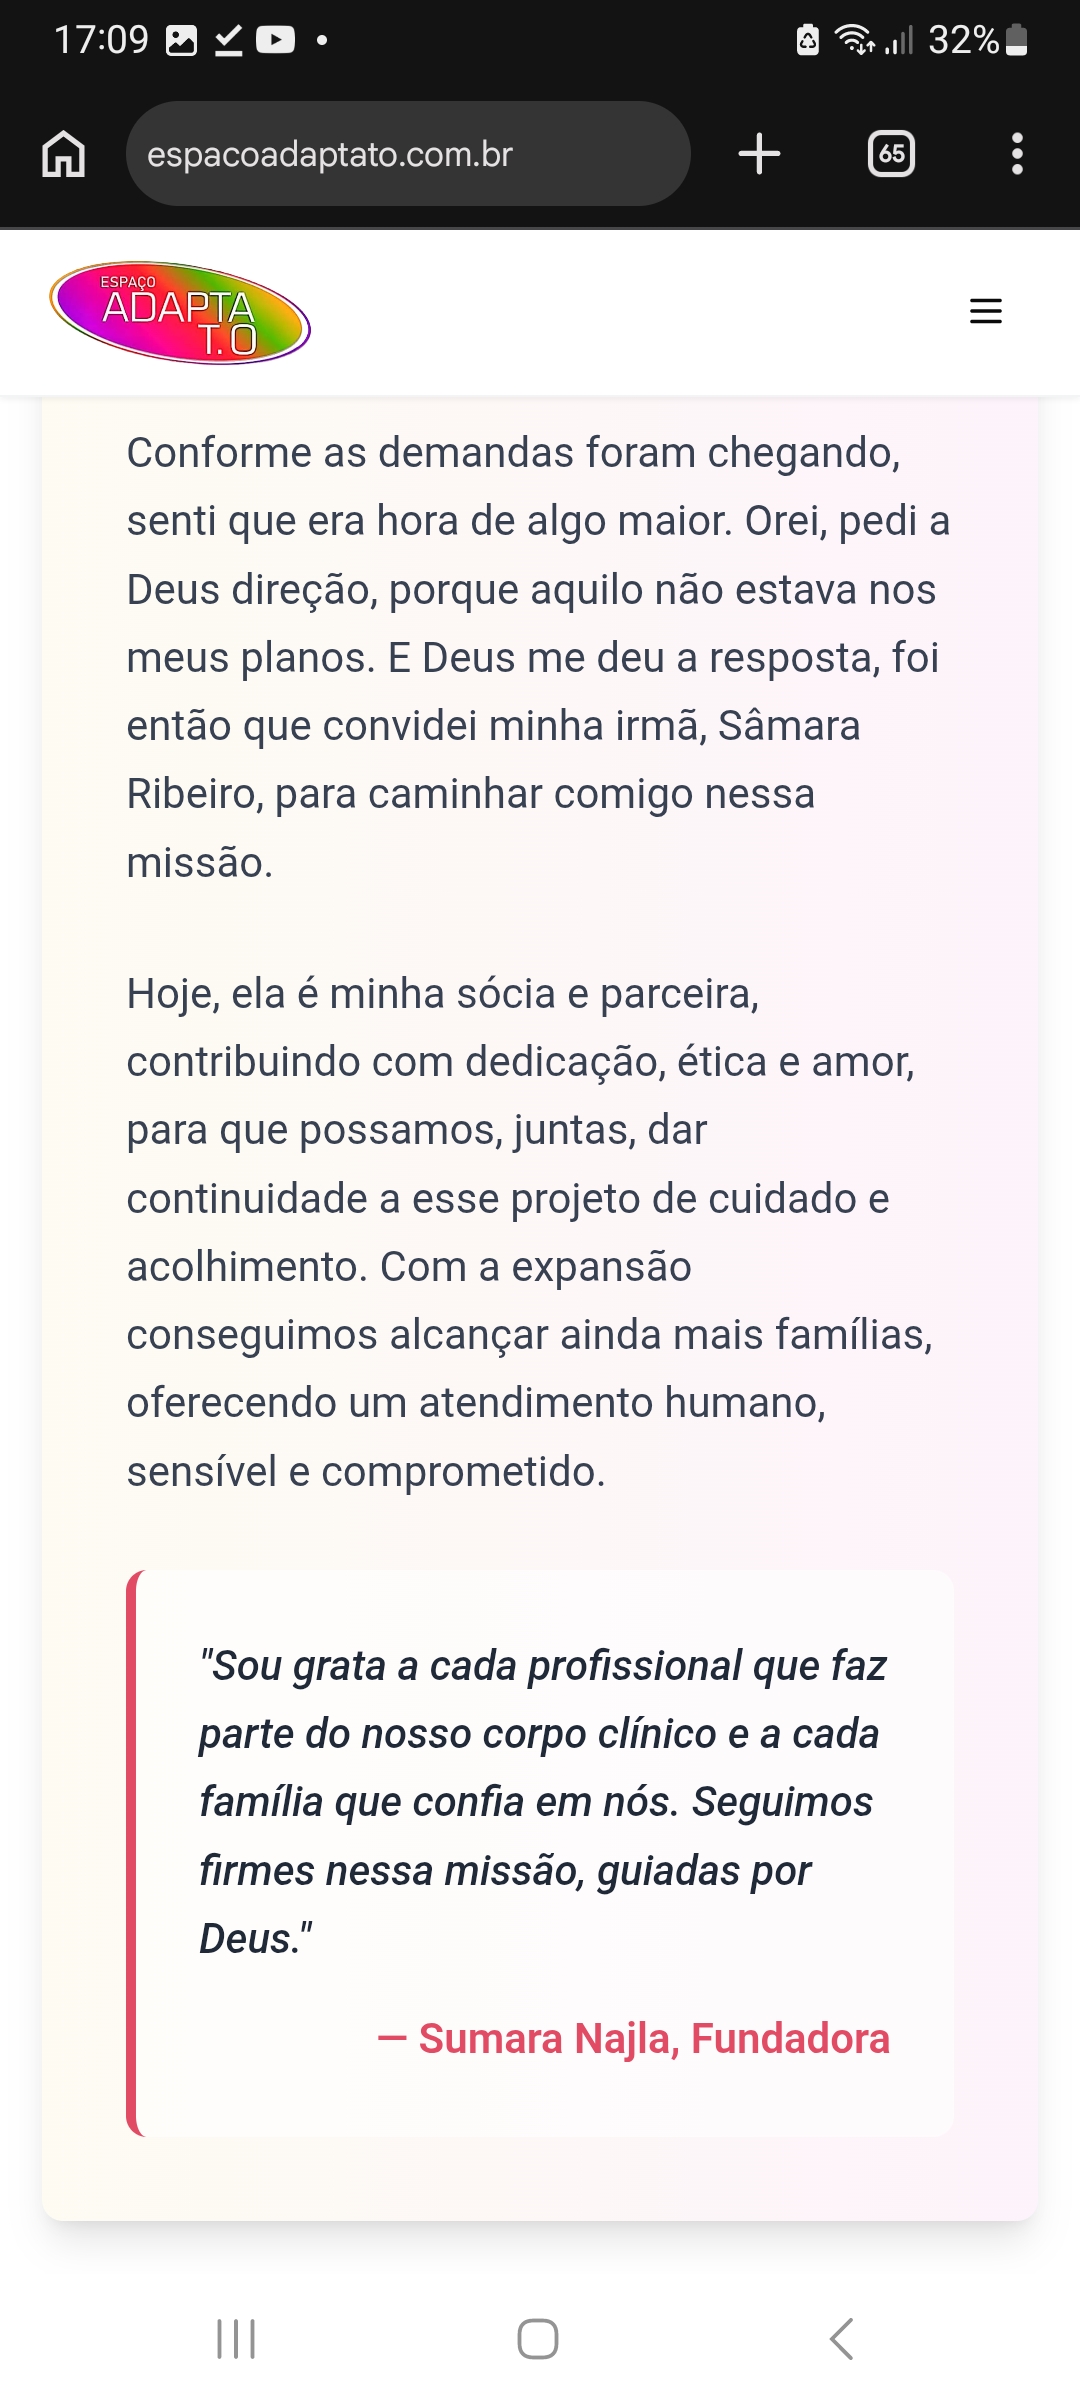 17:09
32%
espacoadaptato.com.br
65
ESPAÇO
ADAPTA
T.O
Conforme as demandas foram chegando,
senti que era hora de algo maior. Orei, pedi a
Deus direção, porque aquilo não estava nos
meus planos. E Deus me deu a resposta, foi
então que convidei minha irmã, Sâmara
Ribeiro, para caminhar comigo nessa
missão.
Hoje, ela é minha sócia e parceira,
contribuindo com dedicação, ética e amor,
para que possamos, juntas, dar
continuidade a esse projeto de cuidado e
acolhimento. Com a expansão
conseguimos alcançar ainda mais famílias,
oferecendo um atendimento humano,
sensível e comprometido.
"Sou grata a cada profissional que faz
parte do nosso corpo clínico e a cada
família que confia em nós. Seguimos
firmes nessa missão, guiadas por
Deus."
— Sumara Najla, Fundadora